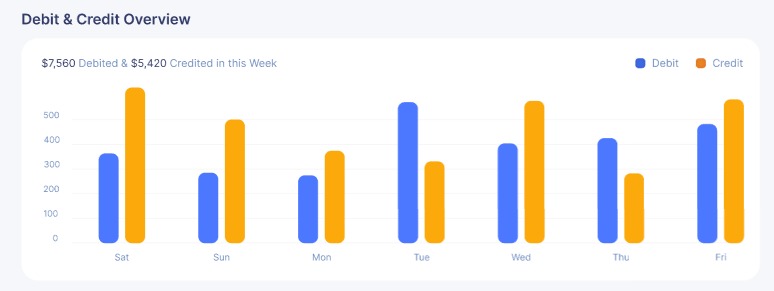 Debit & Credit Overview
$7,560 Debited & $5,420 Credited in this Week
Debit
Credit
500
400
300
200
100
0
Sat
Sun
Mon
Tue
Wed
Thu
Fri